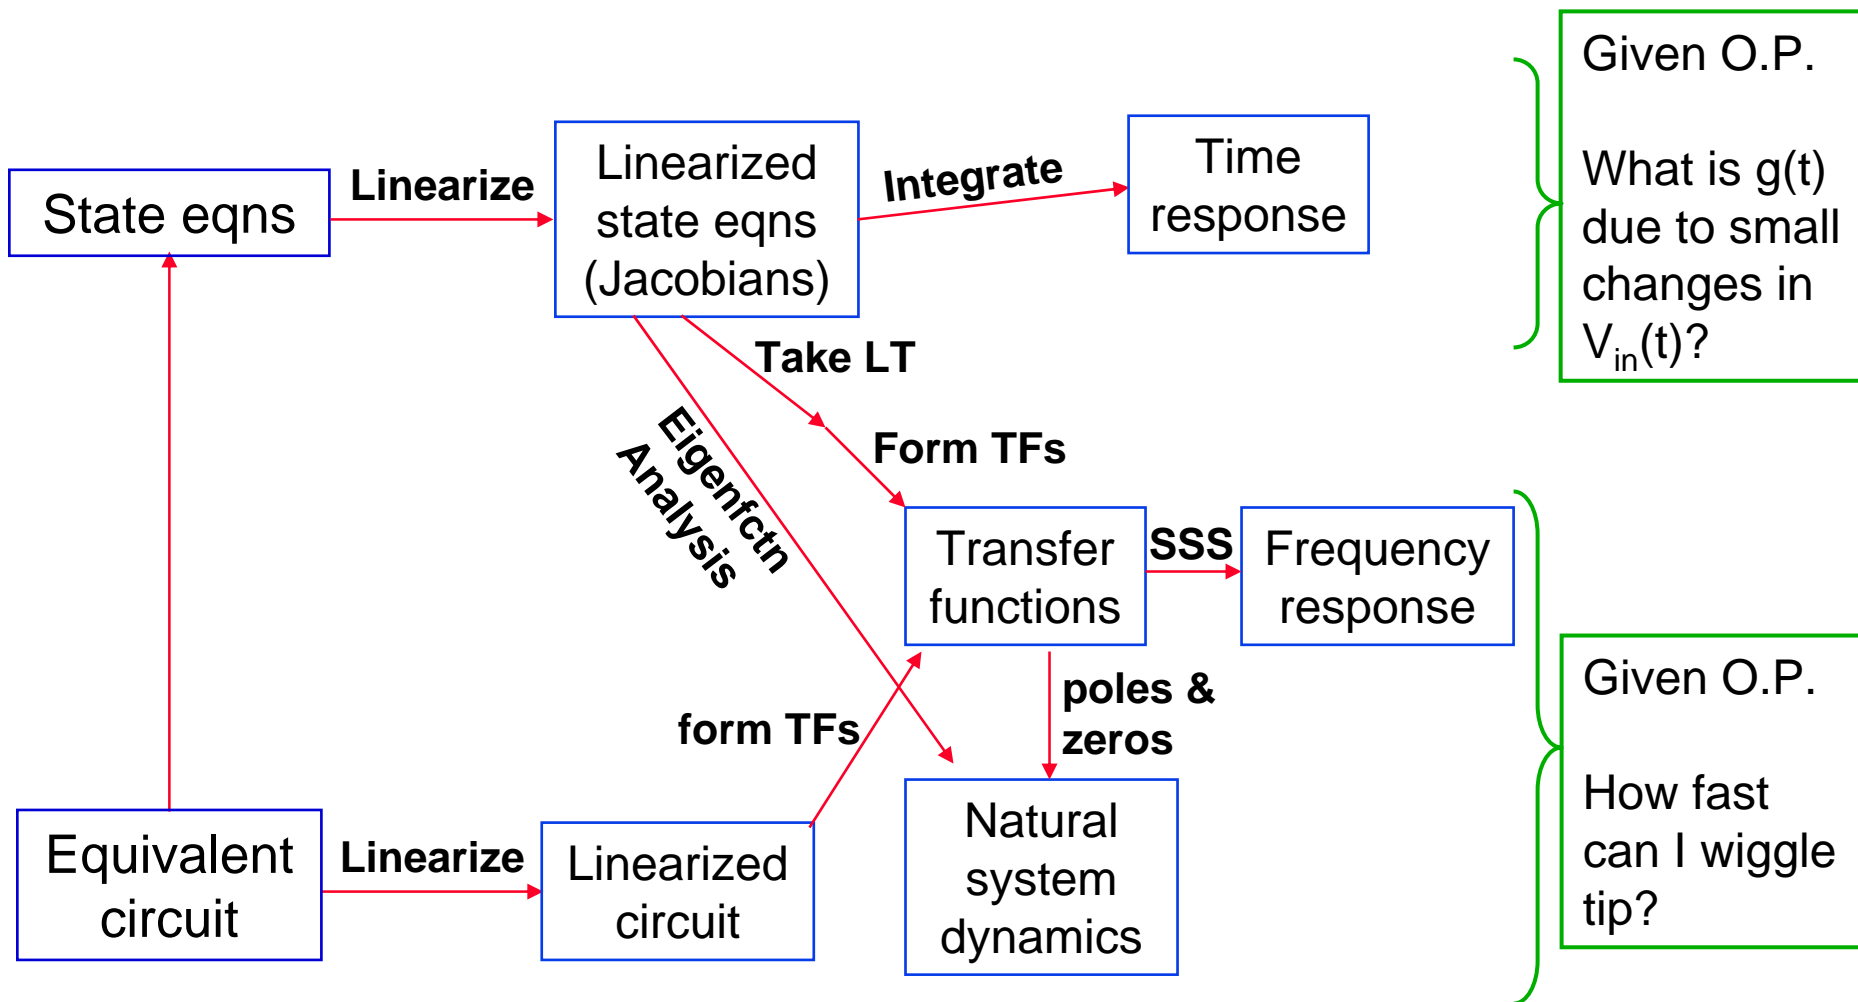 State eqns
Linearize
Linearized
state eqns
(Jacobians)
Integrate
Time
response
Given O.P.
What is g(t)
due to small
changes in
Vin(t)?
Take LT
Form TFs
Eigenfctn
Analysis
Transfer
functions
SSS
Frequency
response
form TFs
poles &
zeros
Equivalent
circuit
Linearize
Linearized
circuit
Natural
system
dynamics
Given O.P.
How fast
can I wiggle
tip?